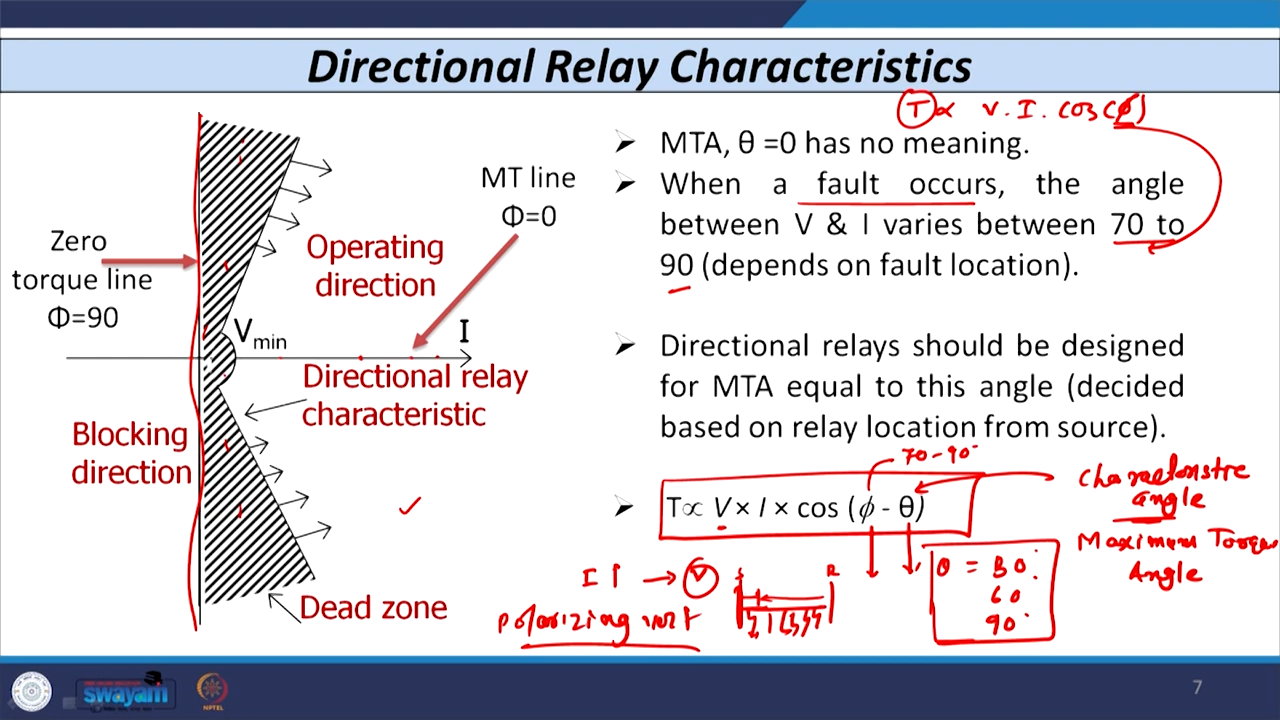 Directional Relay Characteristics
T ∝ V. I. cos(ϕ)
➢ MTA, θ =0 has no meaning.
➢ When a fault occurs, the angle
between V & I varies between 70 to
90 (depends on fault location).
➢ Directional relays should be designed
for MTA equal to this angle (decided
based on relay location from source).
70-90°
➢ T∝ V × I × cos (ϕ - θ)
Characteristic
angle
Maximum Torque
Angle
I ↑ → V
polarizing
S
R
θ = 30°
60
90°
MT line
Φ=0
Zero
torque line
Φ=90
Operating
direction
Vmin
I
Directional relay
characteristic
Blocking
direction
Dead zone
swayam
NPTEL
7